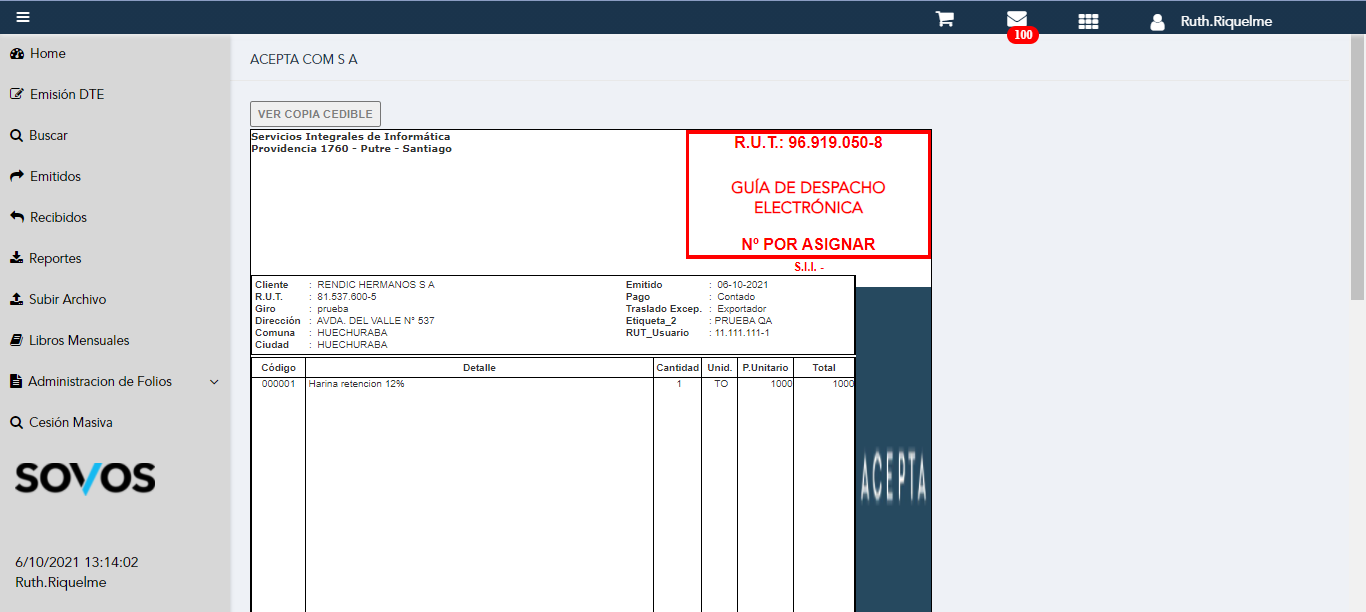 Ruth.Riquelme
100
Home
Emisión DTE
Buscar
Emitidos
Recibidos
Reportes
Subir Archivo
Libros Mensuales
Administracion de Folios
Cesión Masiva
SOVOS
6/10/2021 13:14:02
Ruth.Riquelme
ACEPTA COM S A
VER COPIA CEDIBLE
Servicios Integrales de Informática
Providencia 1760 - Putre - Santiago
R.U.T.: 96.919.050-8
GUÍA DE DESPACHO
ELECTRÓNICA
Nº POR ASIGNAR
S.I.I. -
Cliente : RENDIC HERMANOS S A Emitido : 06-10-2021
R.U.T. : 81.537.600-5 Pago : Contado
Giro : prueba Traslado Excep. : Exportador
Dirección : AVDA. DEL VALLE N° 537 Etiqueta_2 : PRUEBA QA
Comuna : HUECHURABA RUT_Usuario : 11.111.111-1
Ciudad : HUECHURABA
Código Detalle Cantidad Unid. P.Unitario Total
000001 Harina retencion 12% 1 TO 1000 1000
ACEPTA